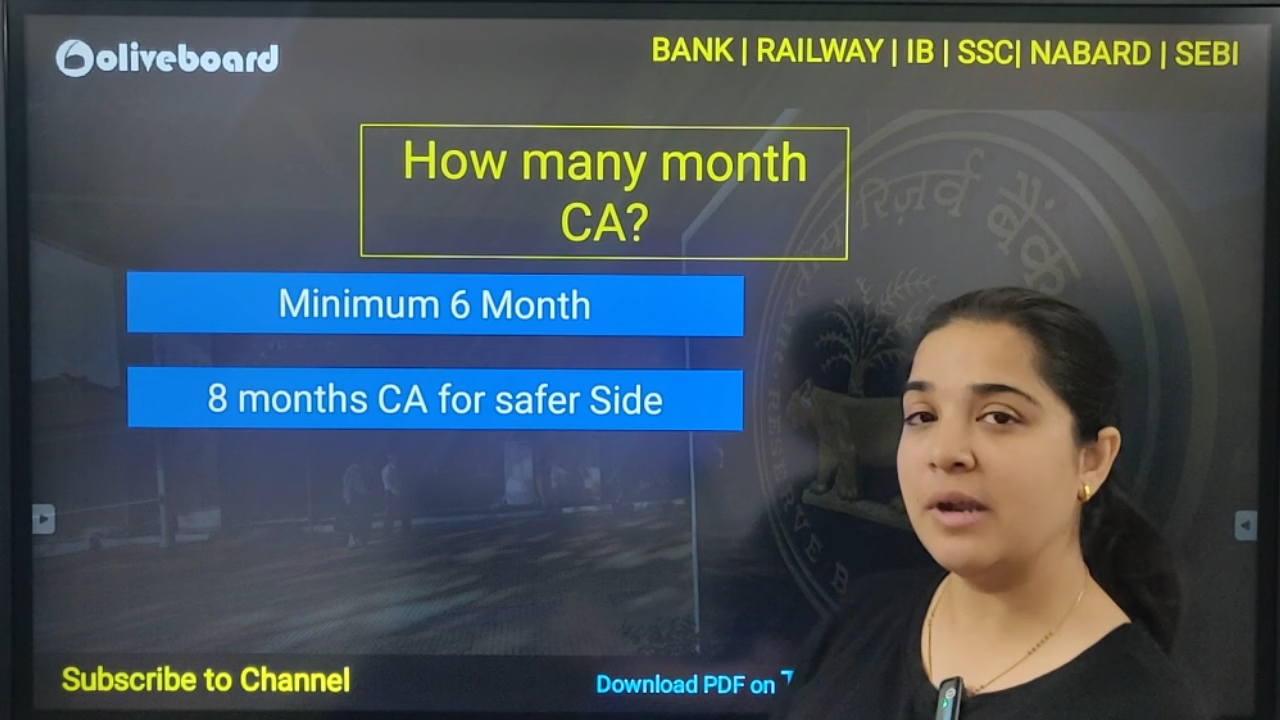 oliveboard
BANK | RAILWAY | IB | SSC| NABARD | SEBI
How many month
CA?
Minimum 6 Month
8 months CA for safer Side
रिज़र्व बैंक
RESERVE B
Subscribe to Channel
Download PDF on